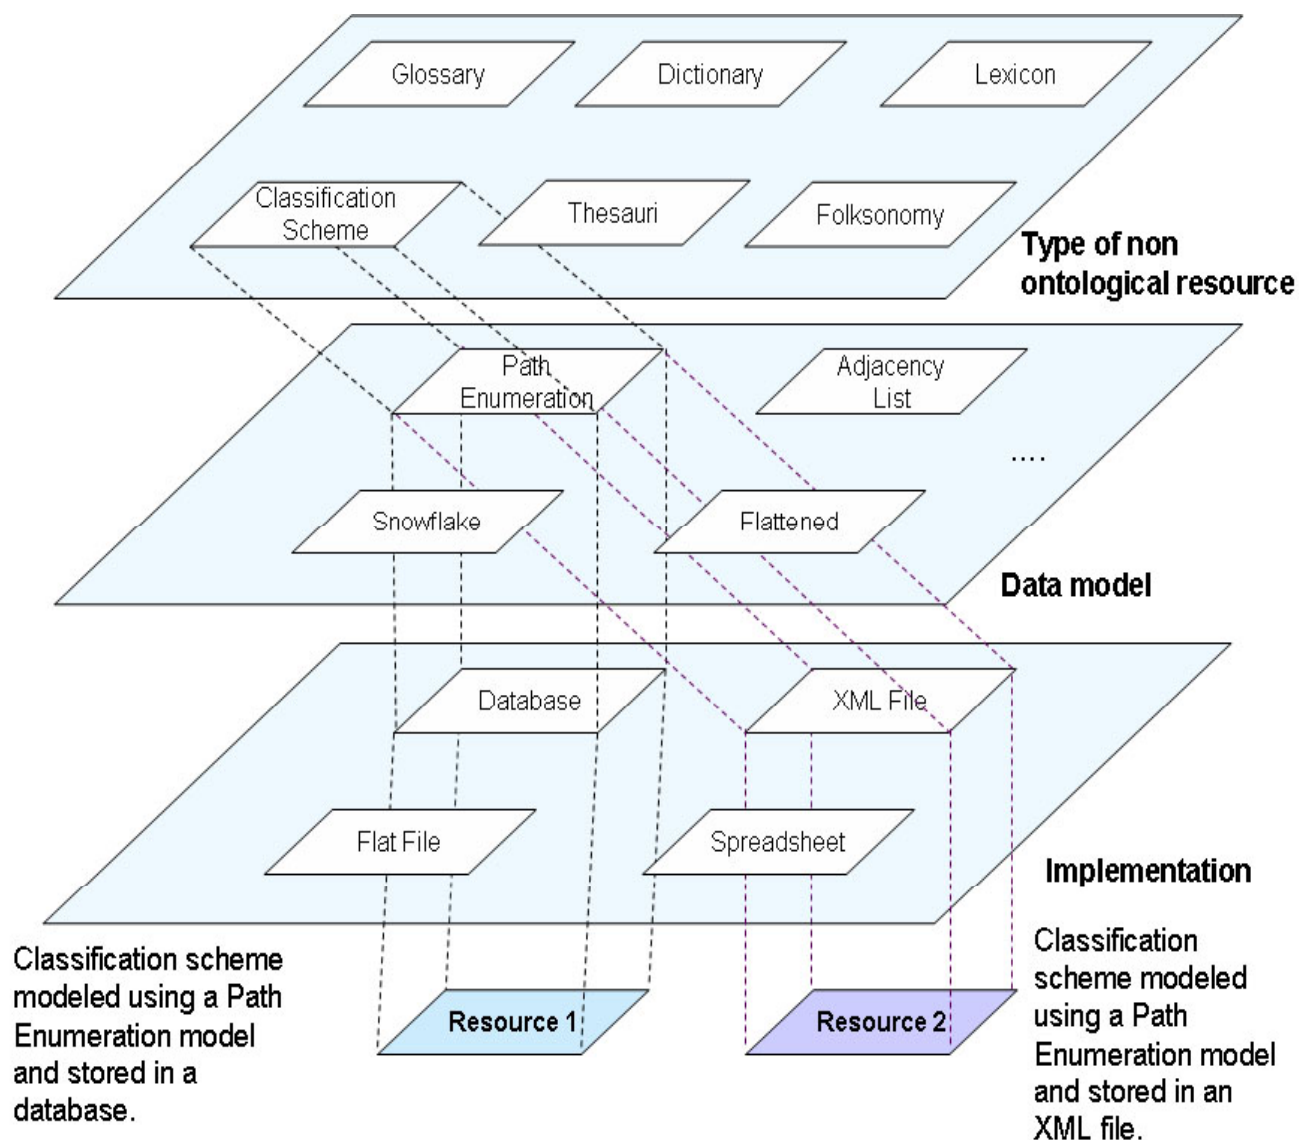 Glossary
Dictionary
Lexicon
Classification
Scheme
Thesauri
Folksonomy
Type of non
ontological resource
Path
Enumeration
Adjacency
List
....
Snowflake
Flattened
Data model
Database
XML File
Flat File
Spreadsheet
Implementation
Classification scheme
modeled using a Path
Enumeration model
and stored in a
database.
Resource 1
Resource 2
Classification
scheme modeled
using a Path
Enumeration model
and stored in an
XML file.